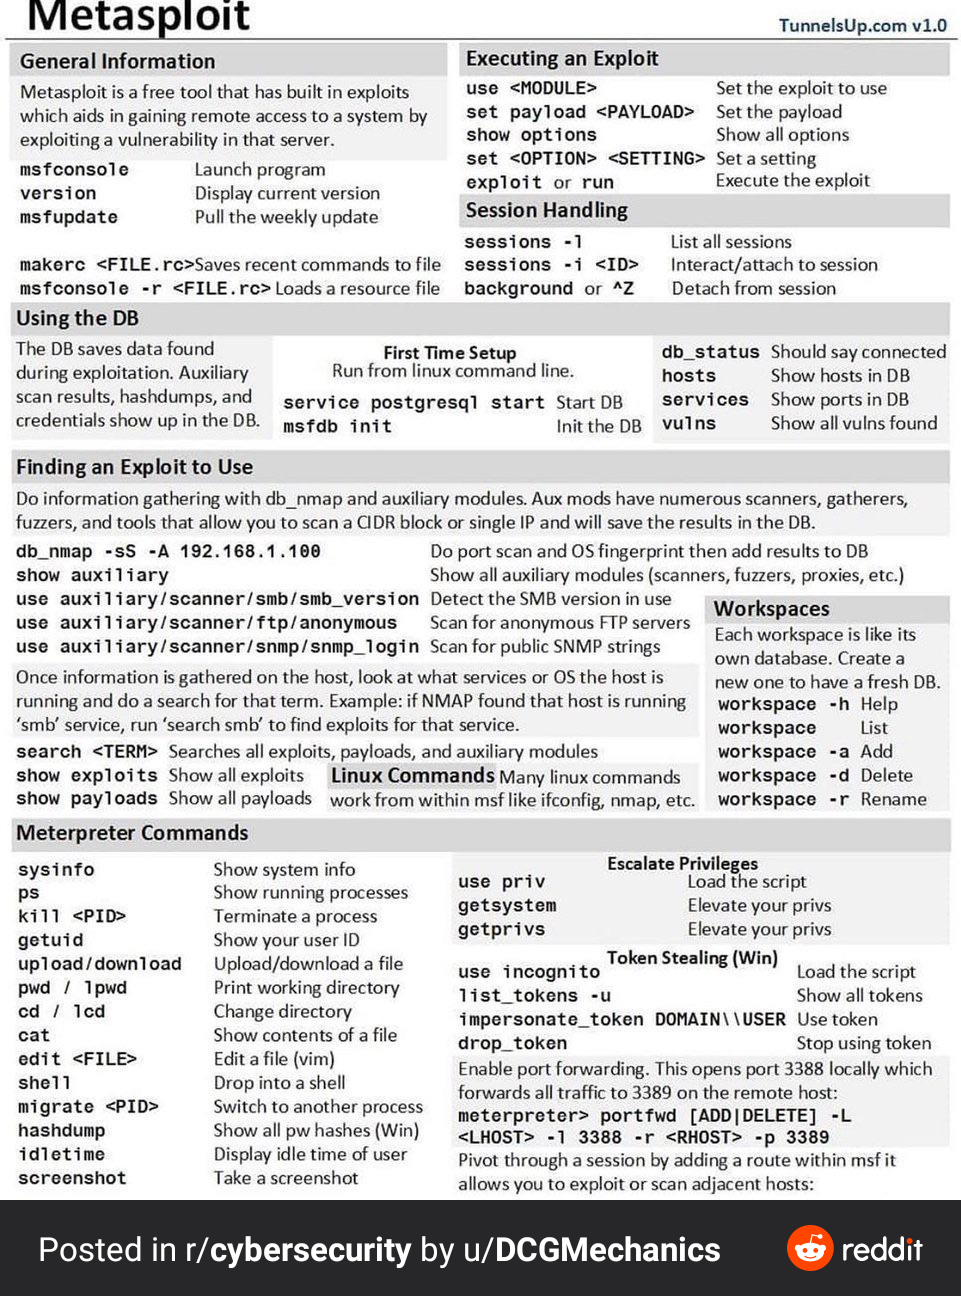 Metasploit
TunnelsUp.com v1.0
General Information
Metasploit is a free tool that has built in exploits
which aids in gaining remote access to a system by
exploiting a vulnerability in that server.
msfconsole Launch program
version Display current version
msfupdate Pull the weekly update
makerc <FILE.rc>Saves recent commands to file
msfconsole -r <FILE.rc> Loads a resource file
Executing an Exploit
use <MODULE> Set the exploit to use
set payload <PAYLOAD> Set the payload
show options Show all options
set <OPTION> <SETTING> Set a setting
exploit or run Execute the exploit
Session Handling
sessions -l List all sessions
sessions -i <ID> Interact/attach to session
background or ^Z Detach from session
Using the DB
The DB saves data found
during exploitation. Auxiliary
scan results, hashdumps, and
credentials show up in the DB.
First Time Setup
Run from linux command line.
service postgresql start Start DB
msfdb init Init the DB
db_status Should say connected
hosts Show hosts in DB
services Show ports in DB
vulns Show all vulns found
Finding an Exploit to Use
Do information gathering with db_nmap and auxiliary modules. Aux mods have numerous scanners, gatherers,
fuzzers, and tools that allow you to scan a CIDR block or single IP and will save the results in the DB.
db_nmap -sS -A 192.168.1.100 Do port scan and OS fingerprint then add results to DB
show auxiliary Show all auxiliary modules (scanners, fuzzers, proxies, etc.)
use auxiliary/scanner/smb/smb_version Detect the SMB version in use
use auxiliary/scanner/ftp/anonymous Scan for anonymous FTP servers
use auxiliary/scanner/snmp/snmp_login Scan for public SNMP strings
Once information is gathered on the host, look at what services or OS the host is
running and do a search for that term. Example: if NMAP found that host is running
‘smb’ service, run ‘search smb’ to find exploits for that service.
search <TERM> Searches all exploits, payloads, and auxiliary modules
show exploits Show all exploits
show payloads Show all payloads
Linux Commands Many linux commands
work from within msf like ifconfig, nmap, etc.
Workspaces
Each workspace is like its
own database. Create a
new one to have a fresh DB.
workspace -h Help
workspace List
workspace -a Add
workspace -d Delete
workspace -r Rename
Meterpreter Commands
sysinfo Show system info
ps Show running processes
kill <PID> Terminate a process
getuid Show your user ID
upload/download Upload/download a file
pwd / lpwd Print working directory
cd / lcd Change directory
cat Show contents of a file
edit <FILE> Edit a file (vim)
shell Drop into a shell
migrate <PID> Switch to another process
hashdump Show all pw hashes (Win)
idletime Display idle time of user
screenshot Take a screenshot
Escalate Privileges
use priv Load the script
getsystem Elevate your privs
getprivs Elevate your privs
Token Stealing (Win)
use incognito Load the script
list_tokens -u Show all tokens
impersonate_token DOMAIN\\USER Use token
drop_token Stop using token
Enable port forwarding. This opens port 3388 locally which
forwards all traffic to 3389 on the remote host:
meterpreter> portfwd [ADD|DELETE] -L
<LHOST> -l 3388 -r <RHOST> -p 3389
Pivot through a session by adding a route within msf it
allows you to exploit or scan adjacent hosts:
Posted in r/cybersecurity by u/DCGMechanics
reddit